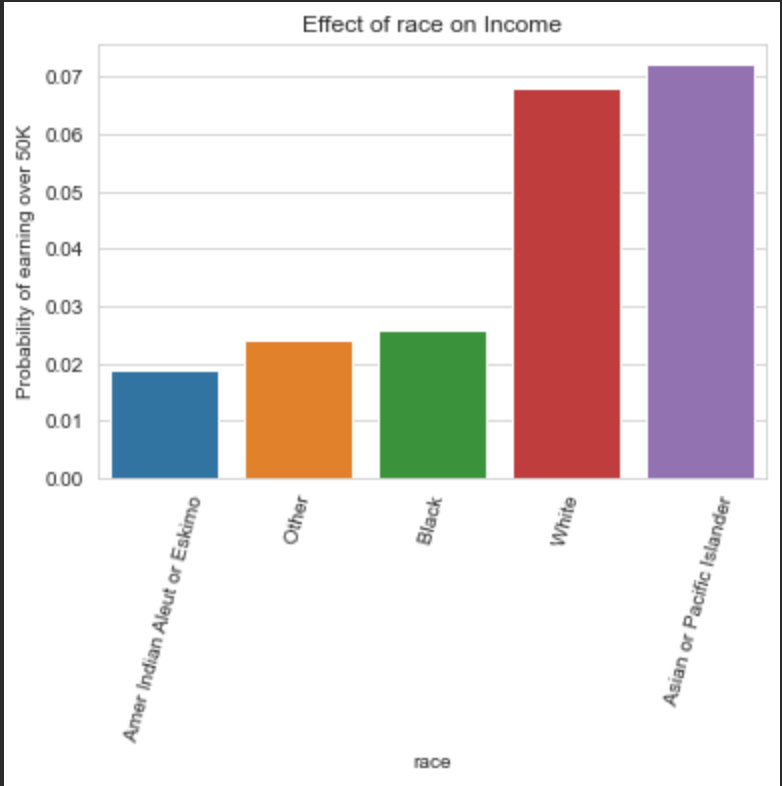 Effect of race on Income
Probability of earning over 50K
0.07
0.06
0.05
0.04
0.03
0.02
0.01
0.00
Amer Indian Aleut or Eskimo
Other
Black
White
Asian or Pacific Islander
race